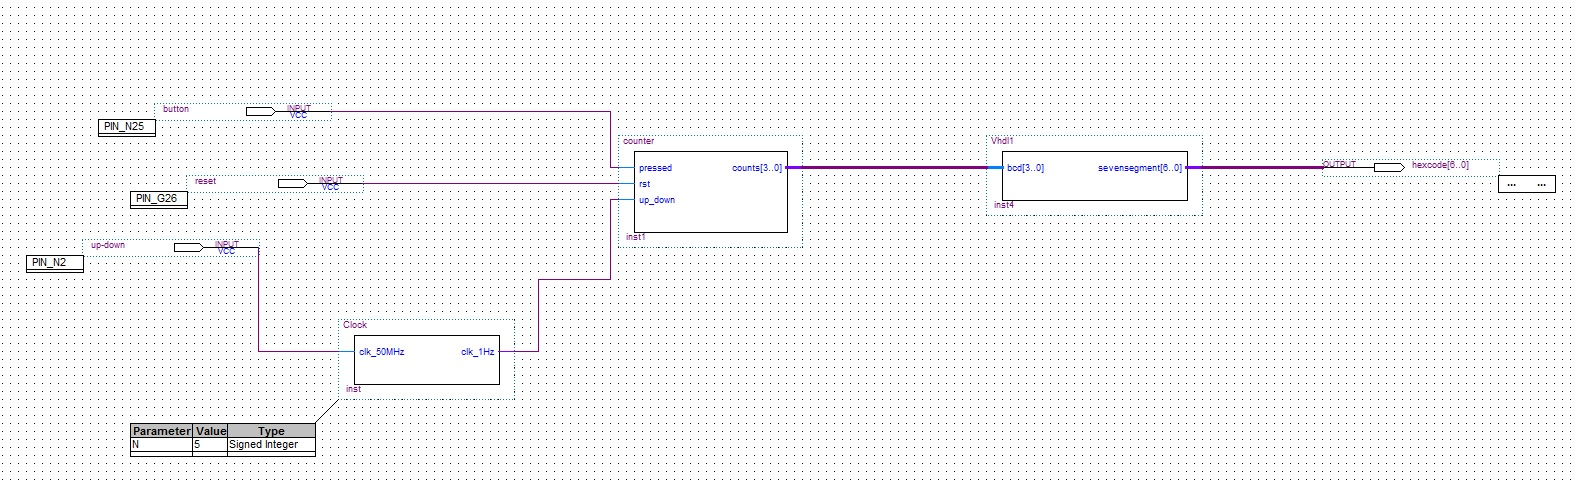 button
INPUT
VCC
PIN_N25
reset
INPUT
VCC
PIN_G26
up-down
INPUT
VCC
PIN_N2
counter
pressed
counts[3..0]
rst
up_down
inst1
Vhdl1
bcd[3..0]
sevensegment[6..0]
inst4
OUTPUT
hexcode[6..0]
... ...
Clock
clk_50MHz
clk_1Hz
inst
Parameter Value Type
N 5 Signed Integer